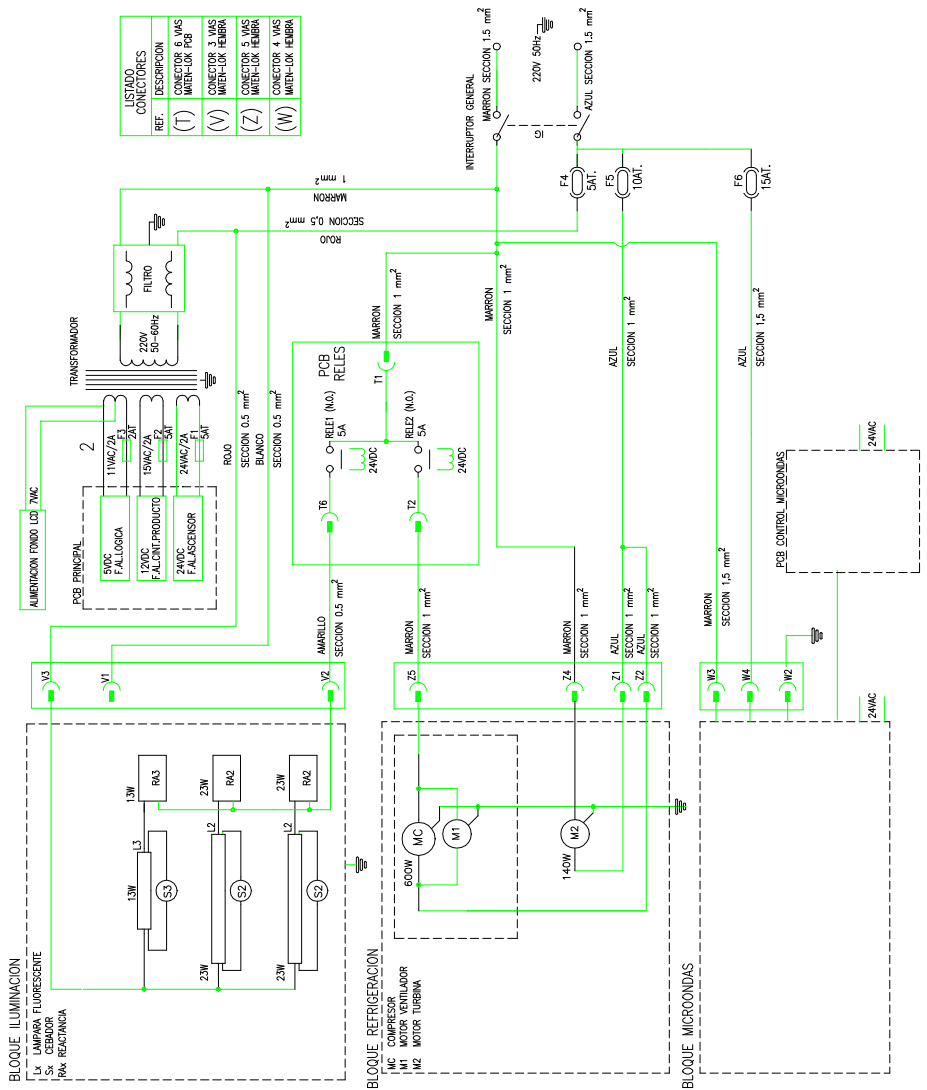 LISTADO
CONECTORES
REF. DESCRIPCION
(T) CONECTOR 6 VIAS
MATEN-LOK PCB
(V) CONECTOR 3 VIAS
MATEN-LOK HEMBRA
(Z) CONECTOR 5 VIAS
MATEN-LOK HEMBRA
(W) CONECTOR 4 VIAS
MATEN-LOK HEMBRA
INTERRUPTOR GENERAL
MARRON SECCION 1.5 mm²
220V 50Hz
AZUL SECCION 1.5 mm²
IG
F4
5AT.
F5
10AT.
F6
15AT.
MARRON
1 mm²
ROJO
SECCION 0,5 mm²
FILTRO
TRANSFORMADOR
220V
50-60Hz
2
11VAC/2A
F3
2AT
15VAC/2A
F2
5AT
24VAC/2A
F1
5AT
ALIMENTACION FONDO LCD 7VAC
PCB PRINCIPAL
5VDC
F.AL.LOGICA
12VDC
F.AL.CINT.PRODUCTO
24VDC
F.AL.ASCENSOR
ROJO
SECCION 0.5 mm²
BLANCO
SECCION 0.5 mm²
PCB
RELES
T1
RELE1 (N.O.)
5A
24VDC
RELE2 (N.O.)
5A
24VDC
T6
T2
MARRON
SECCION 1 mm²
MARRON
SECCION 1 mm²
AZUL
SECCION 1 mm²
AZUL
SECCION 1,5 mm²
AMARILLO
SECCION 0.5 mm²
MARRON
SECCION 1 mm²
MARRON
SECCION 1 mm²
AZUL
SECCION 1 mm²
AZUL
SECCION 1 mm²
MARRON
SECCION 1,5 mm²
PCB CONTROL MICROONDAS
24VAC
24VAC
V3
V1
V2
Z5
Z4
Z1
Z2
W3
W4
W2
BLOQUE ILUMINACION
Lx LAMPARA FLUORESCENTE
Sx CEBADOR
RAx REACTANCIA
13W
RA3
23W
RA2
23W
RA2
13W
L3
S3
23W
L2
S2
23W
L2
S2
BLOQUE REFRIGERACION
MC COMPRESOR
M1 MOTOR VENTILADOR
M2 MOTOR TURBINA
600W
MC
M1
140W
M2
BLOQUE MICROONDAS